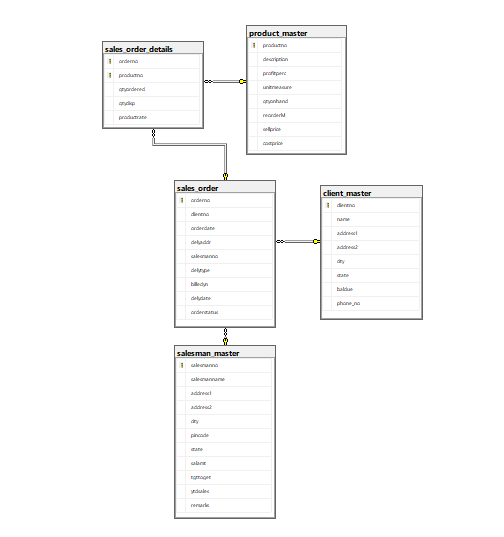 sales_order_details
orderno
productno
qtyordered
qtydisp
productrate
product_master
productno
description
profitperc
unitmeasure
qtyonhand
reorderlvl
sellprice
costprice
sales_order
orderno
clientno
orderdate
delyaddr
salesmanno
delytype
billedyn
delydate
orderstatus
client_master
clientno
name
address1
address2
city
state
baldue
phone_no
salesman_master
salesmanno
salesmanname
address1
address2
city
pincode
state
salamt
tgttoget
ytdsales
remarks